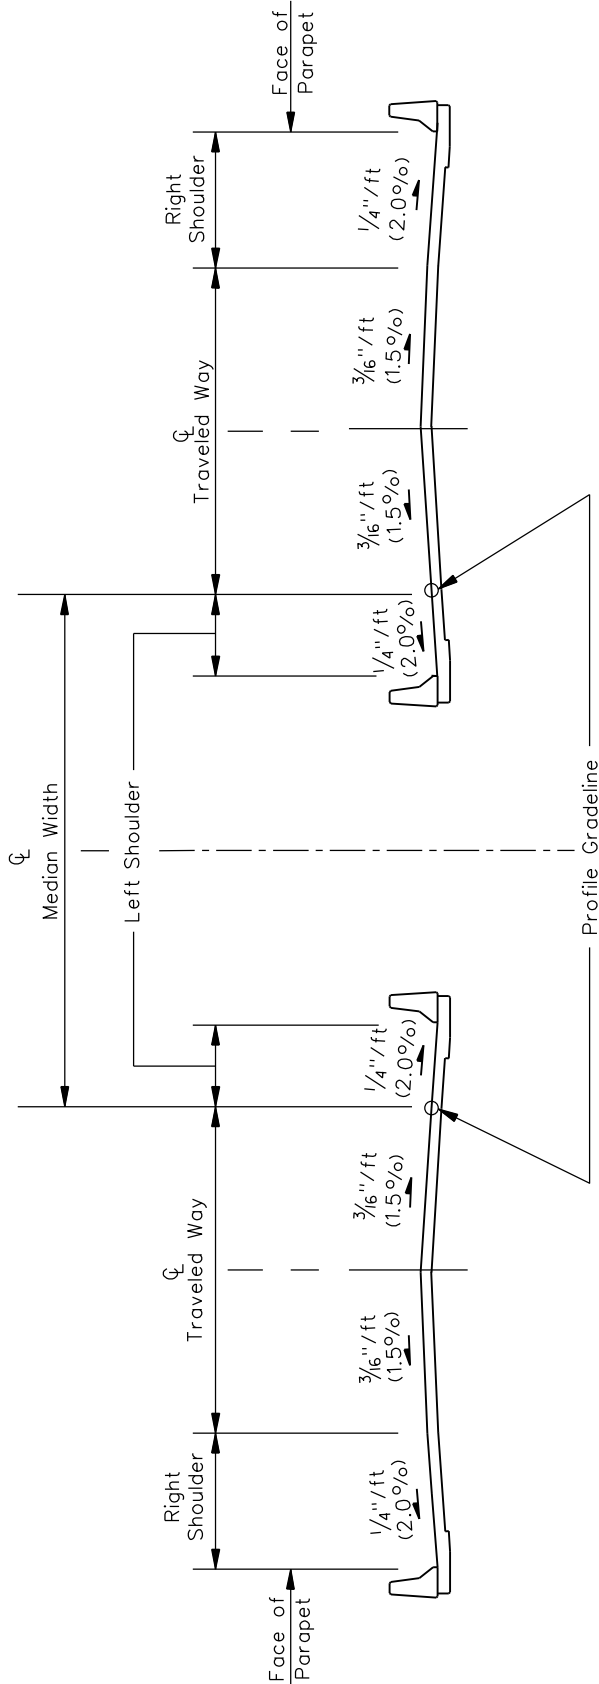 Face of
Parapet
Right
Shoulder
℄
Traveled Way
℄
Median Width
Left Shoulder
℄
Traveled Way
Right
Shoulder
Face of
Parapet
1/4"/ft
(2.0%)
3/16"/ft
(1.5%)
3/16"/ft
(1.5%)
1/4"/ft
(2.0%)
1/4"/ft
(2.0%)
3/16"/ft
(1.5%)
3/16"/ft
(1.5%)
1/4"/ft
(2.0%)
Profile Gradeline